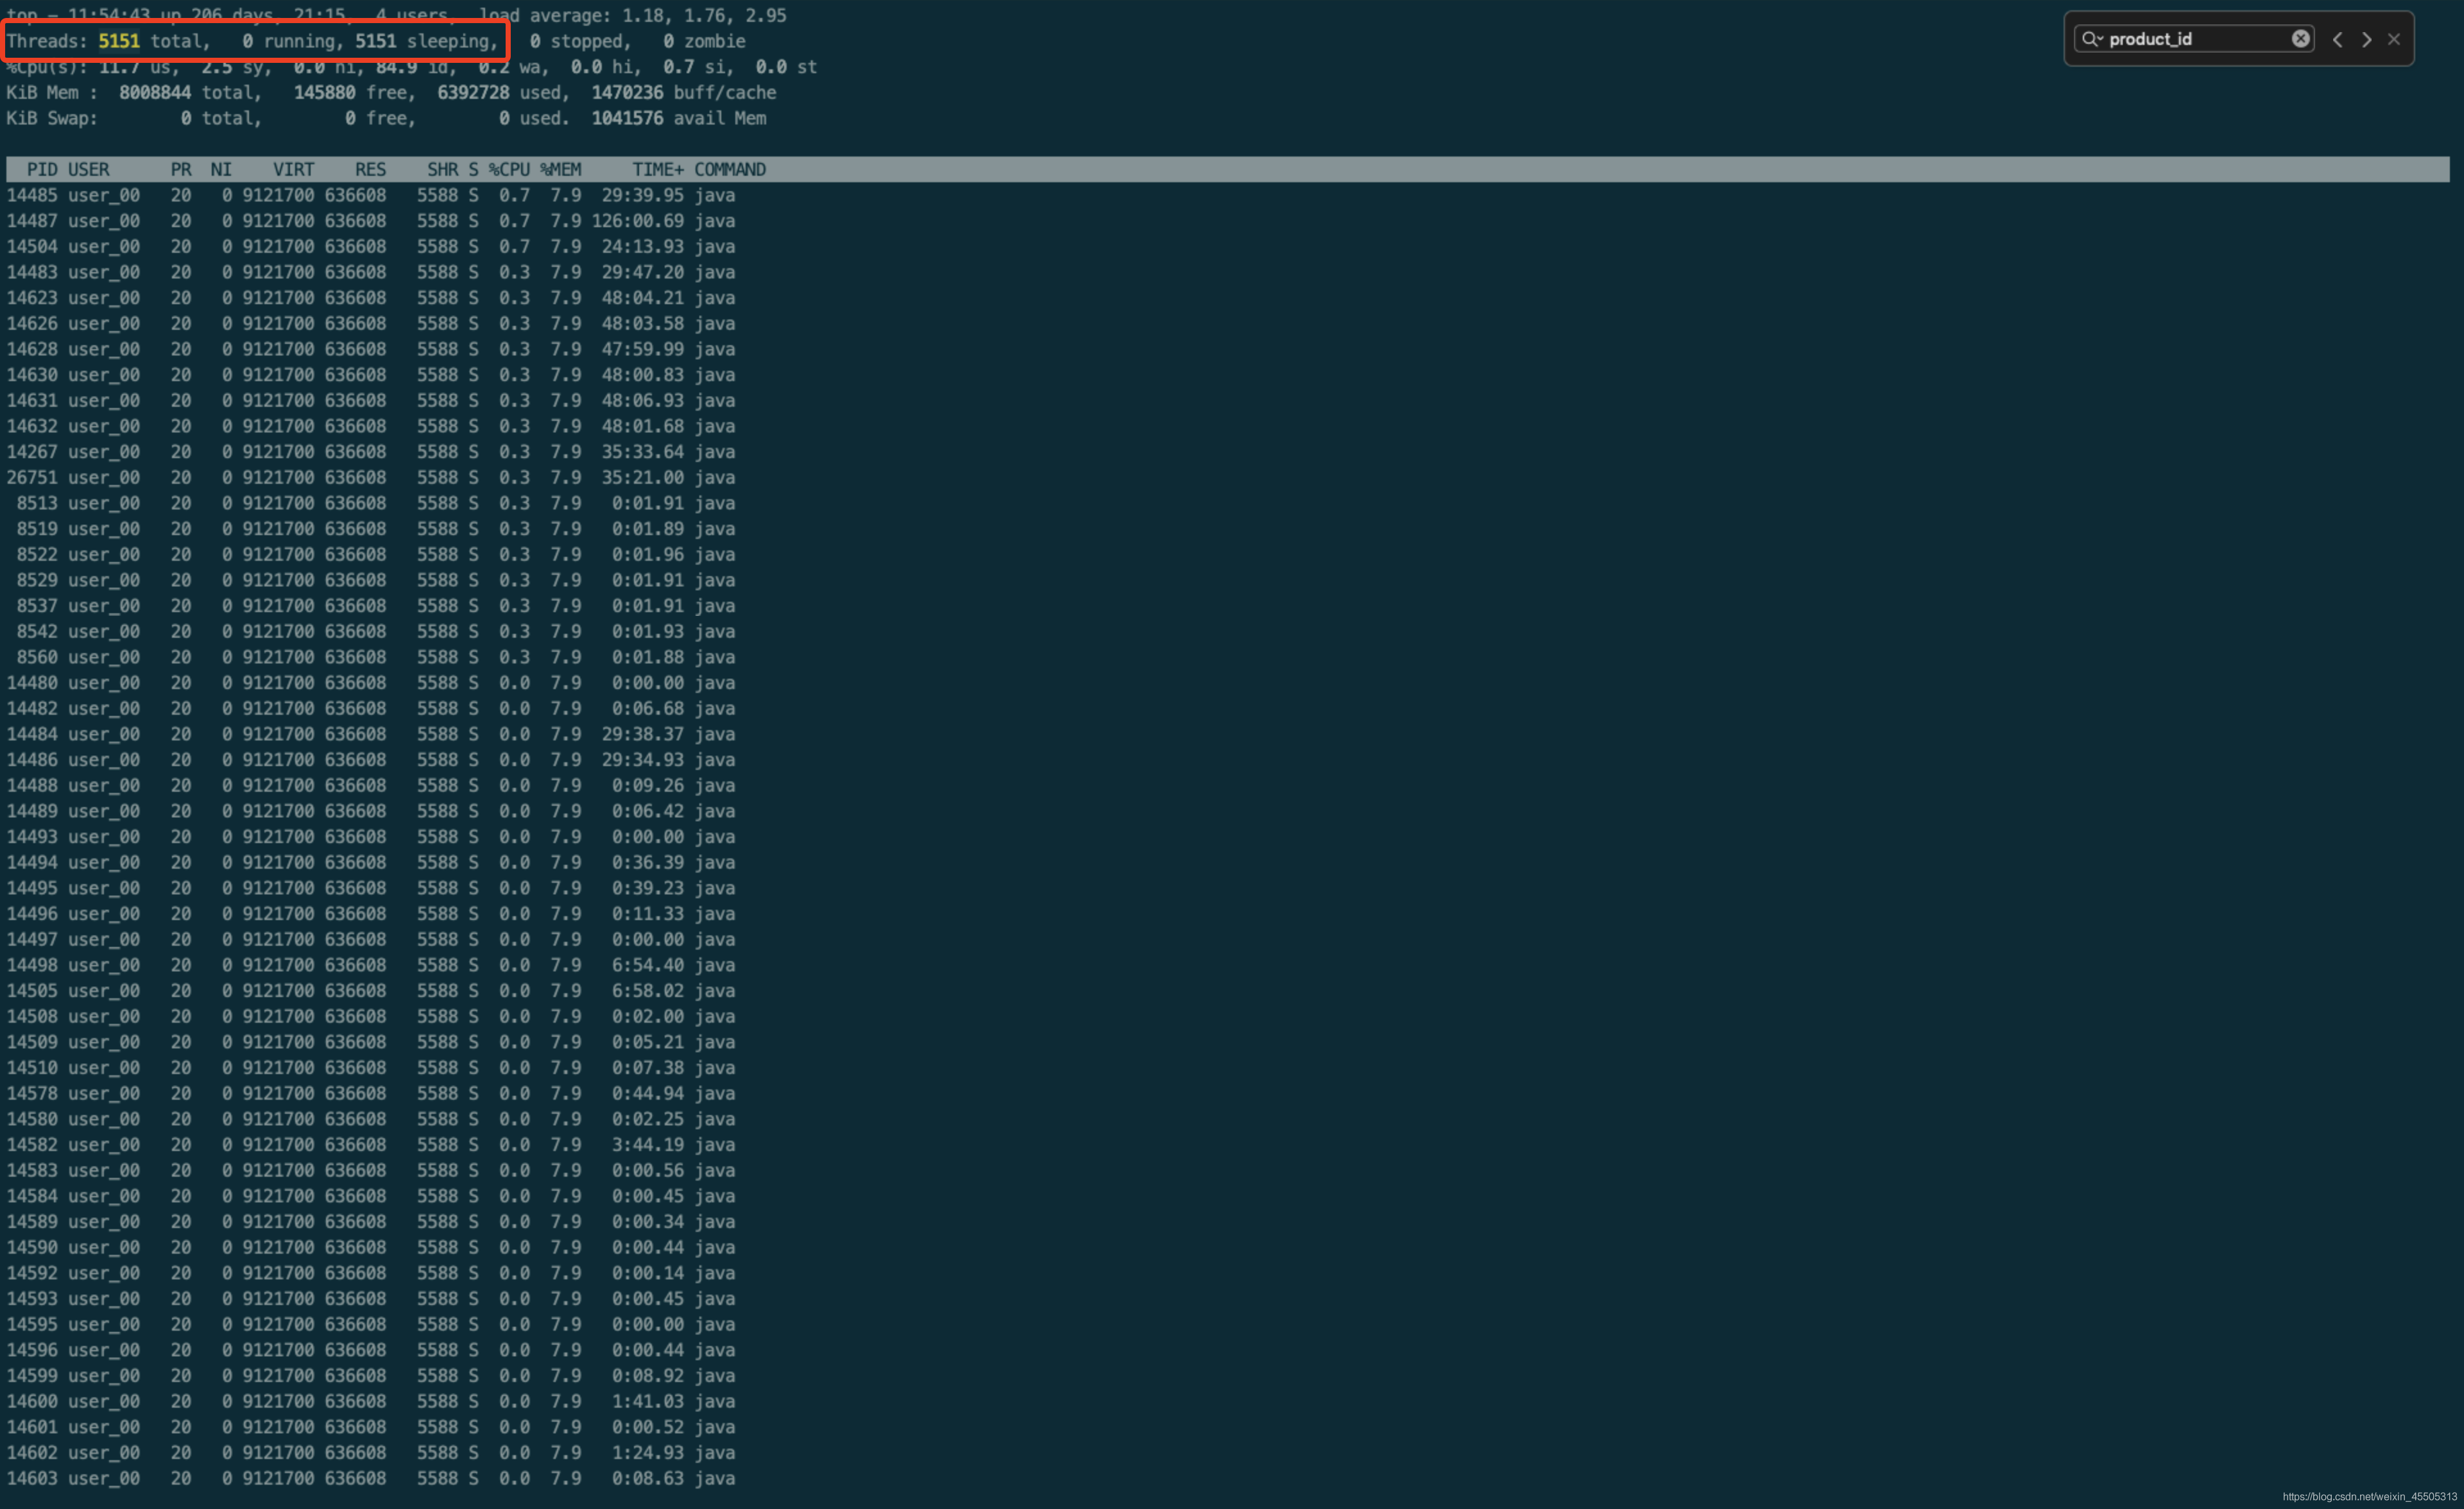 top - 11:54:43 up 206 days, 21:15, 4 users, load average: 1.18, 1.76, 2.95
Threads: 5151 total, 0 running, 5151 sleeping, 0 stopped, 0 zombie
%Cpu(s): 11.7 us, 2.5 sy, 0.0 ni, 84.9 id, 0.2 wa, 0.0 hi, 0.7 si, 0.0 st
KiB Mem : 8008844 total, 145880 free, 6392728 used, 1470236 buff/cache
KiB Swap: 0 total, 0 free, 0 used. 1041576 avail Mem
product_id
PID USER PR NI VIRT RES SHR S %CPU %MEM TIME+ COMMAND
14485 user_00 20 0 9121700 636608 5588 S 0.7 7.9 29:39.95 java
14487 user_00 20 0 9121700 636608 5588 S 0.7 7.9 126:00.69 java
14504 user_00 20 0 9121700 636608 5588 S 0.7 7.9 24:13.93 java
14483 user_00 20 0 9121700 636608 5588 S 0.3 7.9 29:47.20 java
14623 user_00 20 0 9121700 636608 5588 S 0.3 7.9 48:04.21 java
14626 user_00 20 0 9121700 636608 5588 S 0.3 7.9 48:03.58 java
14628 user_00 20 0 9121700 636608 5588 S 0.3 7.9 47:59.99 java
14630 user_00 20 0 9121700 636608 5588 S 0.3 7.9 48:00.83 java
14631 user_00 20 0 9121700 636608 5588 S 0.3 7.9 48:06.93 java
14632 user_00 20 0 9121700 636608 5588 S 0.3 7.9 48:01.68 java
14267 user_00 20 0 9121700 636608 5588 S 0.3 7.9 35:33.64 java
26751 user_00 20 0 9121700 636608 5588 S 0.3 7.9 35:21.00 java
8513 user_00 20 0 9121700 636608 5588 S 0.3 7.9 0:01.91 java
8519 user_00 20 0 9121700 636608 5588 S 0.3 7.9 0:01.89 java
8522 user_00 20 0 9121700 636608 5588 S 0.3 7.9 0:01.96 java
8529 user_00 20 0 9121700 636608 5588 S 0.3 7.9 0:01.91 java
8537 user_00 20 0 9121700 636608 5588 S 0.3 7.9 0:01.91 java
8542 user_00 20 0 9121700 636608 5588 S 0.3 7.9 0:01.93 java
8560 user_00 20 0 9121700 636608 5588 S 0.3 7.9 0:01.88 java
14480 user_00 20 0 9121700 636608 5588 S 0.0 7.9 0:00.00 java
14482 user_00 20 0 9121700 636608 5588 S 0.0 7.9 0:06.68 java
14484 user_00 20 0 9121700 636608 5588 S 0.0 7.9 29:38.37 java
14486 user_00 20 0 9121700 636608 5588 S 0.0 7.9 29:34.93 java
14488 user_00 20 0 9121700 636608 5588 S 0.0 7.9 0:09.26 java
14489 user_00 20 0 9121700 636608 5588 S 0.0 7.9 0:06.42 java
14493 user_00 20 0 9121700 636608 5588 S 0.0 7.9 0:00.00 java
14494 user_00 20 0 9121700 636608 5588 S 0.0 7.9 0:36.39 java
14495 user_00 20 0 9121700 636608 5588 S 0.0 7.9 0:39.23 java
14496 user_00 20 0 9121700 636608 5588 S 0.0 7.9 0:11.33 java
14497 user_00 20 0 9121700 636608 5588 S 0.0 7.9 0:00.00 java
14498 user_00 20 0 9121700 636608 5588 S 0.0 7.9 6:54.40 java
14505 user_00 20 0 9121700 636608 5588 S 0.0 7.9 6:58.02 java
14508 user_00 20 0 9121700 636608 5588 S 0.0 7.9 0:02.00 java
14509 user_00 20 0 9121700 636608 5588 S 0.0 7.9 0:05.21 java
14510 user_00 20 0 9121700 636608 5588 S 0.0 7.9 0:07.38 java
14578 user_00 20 0 9121700 636608 5588 S 0.0 7.9 0:44.94 java
14580 user_00 20 0 9121700 636608 5588 S 0.0 7.9 0:02.25 java
14582 user_00 20 0 9121700 636608 5588 S 0.0 7.9 3:44.19 java
14583 user_00 20 0 9121700 636608 5588 S 0.0 7.9 0:00.56 java
14584 user_00 20 0 9121700 636608 5588 S 0.0 7.9 0:00.45 java
14589 user_00 20 0 9121700 636608 5588 S 0.0 7.9 0:00.34 java
14590 user_00 20 0 9121700 636608 5588 S 0.0 7.9 0:00.44 java
14592 user_00 20 0 9121700 636608 5588 S 0.0 7.9 0:00.14 java
14593 user_00 20 0 9121700 636608 5588 S 0.0 7.9 0:00.45 java
14595 user_00 20 0 9121700 636608 5588 S 0.0 7.9 0:00.00 java
14596 user_00 20 0 9121700 636608 5588 S 0.0 7.9 0:00.44 java
14599 user_00 20 0 9121700 636608 5588 S 0.0 7.9 0:08.92 java
14600 user_00 20 0 9121700 636608 5588 S 0.0 7.9 1:41.03 java
14601 user_00 20 0 9121700 636608 5588 S 0.0 7.9 0:00.52 java
14602 user_00 20 0 9121700 636608 5588 S 0.0 7.9 1:24.93 java
14603 user_00 20 0 9121700 636608 5588 S 0.0 7.9 0:08.63 java
https://blog.csdn.net/weixin_45505313